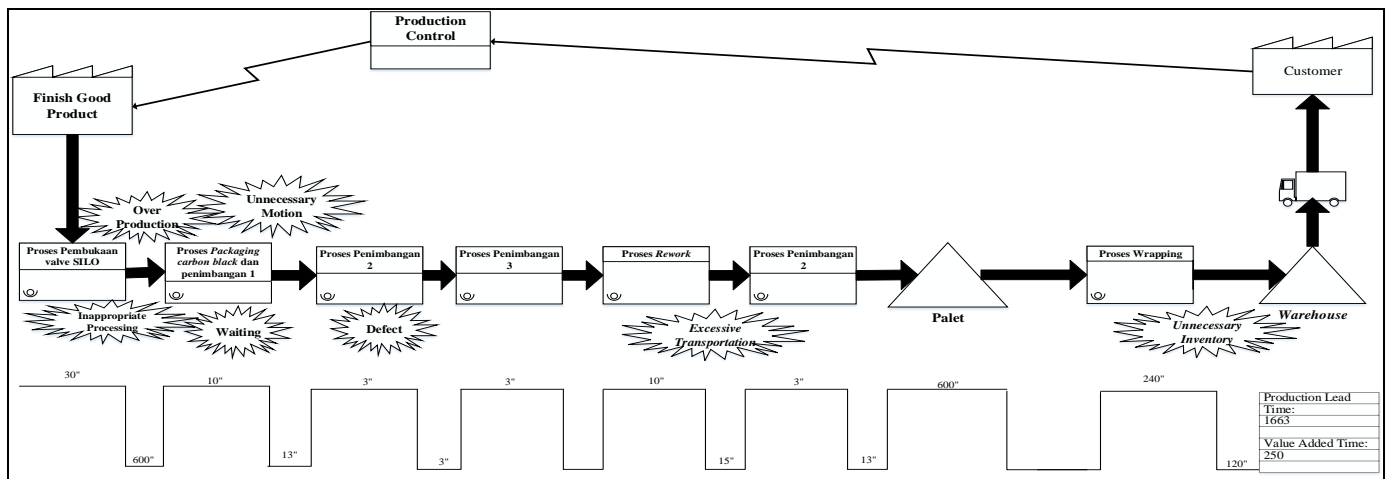 Production
Control
Customer
Finish Good
Product
Over
Production
Unnecessary
Motion
Proses Pembukaan
valve SILO
Proses Packaging
carbon black dan
penimbangan 1
Proses Penimbangan
2
Proses Penimbangan
3
Proses Rework
Proses Penimbangan
2
Palet
Proses Wrapping
Warehouse
Inappropriate
Processing
Waiting
Defect
Excessive
Transportation
Unnecessary
Inventory
30"
10"
3"
3"
10"
3"
600"
240"
600"
13"
3"
15"
13"
120"
Production Lead
Time:
1663
Value Added Time:
250